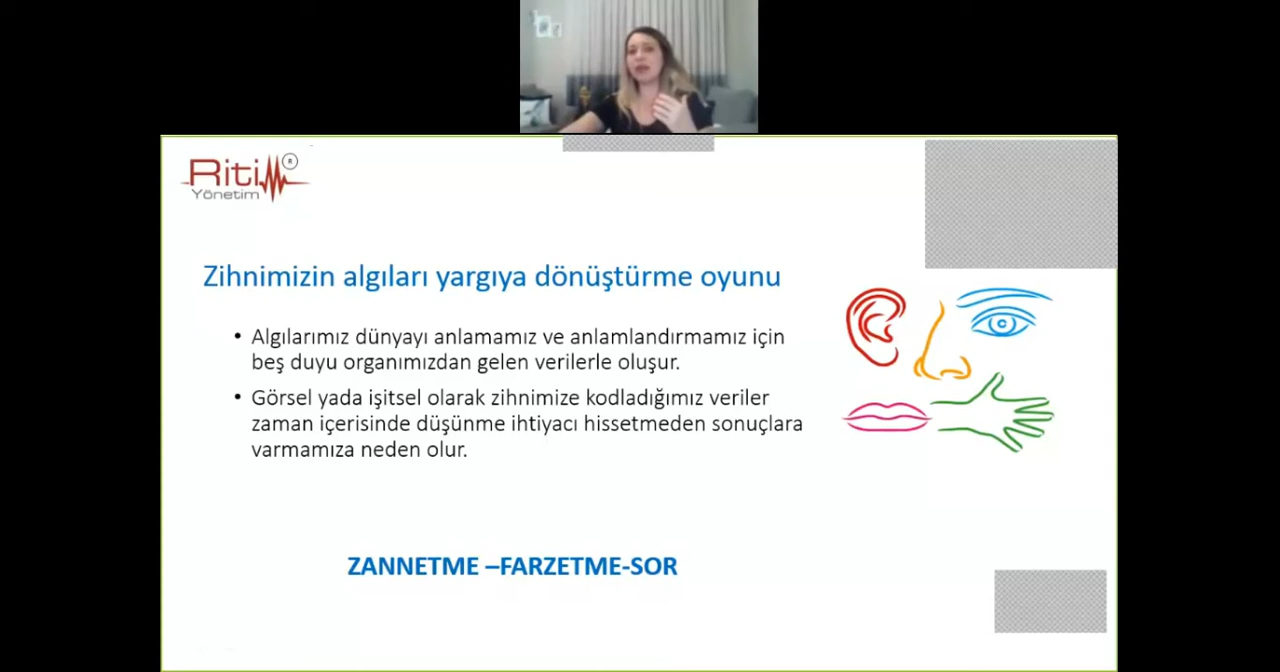 Ritim
®
Yönetim
Zihnimizin algıları yargıya dönüştürme oyunu
• Algılarımız dünyayı anlamamız ve anlamlandırmamız için
beş duyu organımızdan gelen verilerle oluşur.
• Görsel yada işitsel olarak zihnimize kodladığımız veriler
zaman içerisinde düşünme ihtiyacı hissetmeden sonuçlara
varmamıza neden olur.
ZANNETME –FARZETME-SOR